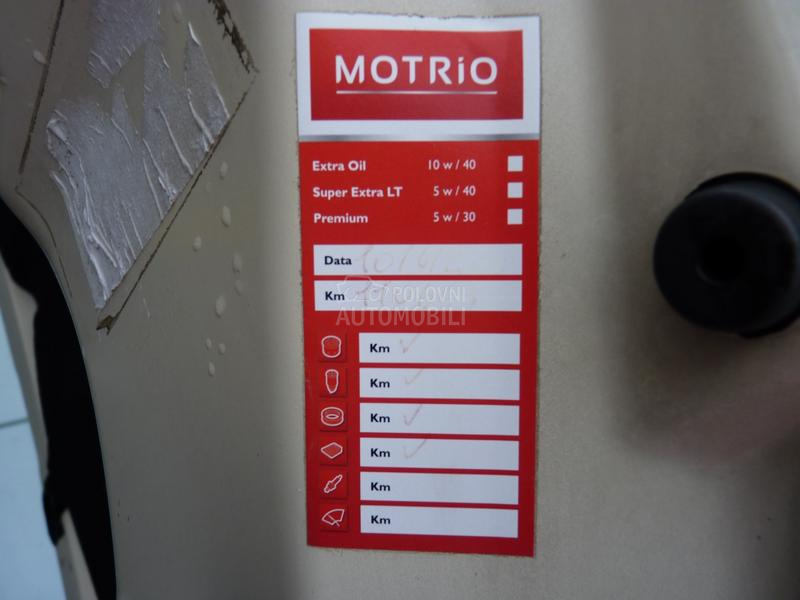 MOTRiO
Extra Oil 10 w / 40
Super Extra LT 5 w / 40
Premium 5 w / 30
Data
Km
POLOVNI
AUTOMOBILI
Km ✓
Km ✓
Km ✓
Km ✓
Km
Km